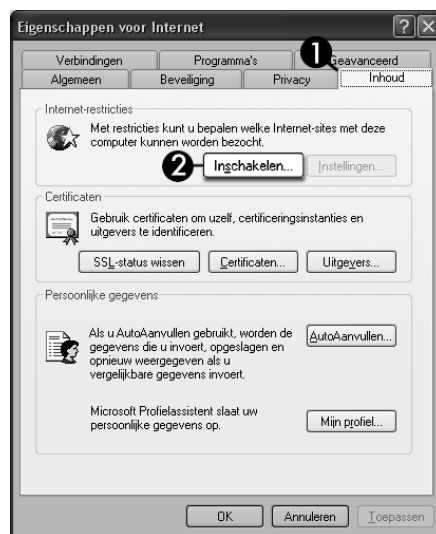 Eigenschappen voor Internet
1
Verbindingen Programma's Geavanceerd
Algemeen Beveiliging Privacy Inhoud
Internet-restricties
Met restricties kunt u bepalen welke Internet-sites met deze
computer kunnen worden bezocht.
2 Inschakelen... Instellingen...
Certificaten
Gebruik certificaten om uzelf, certificeringsinstanties en
uitgevers te identificeren.
SSL-status wissen Certificaten... Uitgevers...
Persoonlijke gegevens
Als u AutoAanvullen gebruikt, worden de
gegevens die u invoert, opgeslagen en
opnieuw weergegeven als u
vergelijkbare gegevens invoert.
AutoAanvullen...
Microsoft Profielassistent slaat uw
persoonlijke gegevens op.
Mijn profiel...
OK Annuleren Toepassen